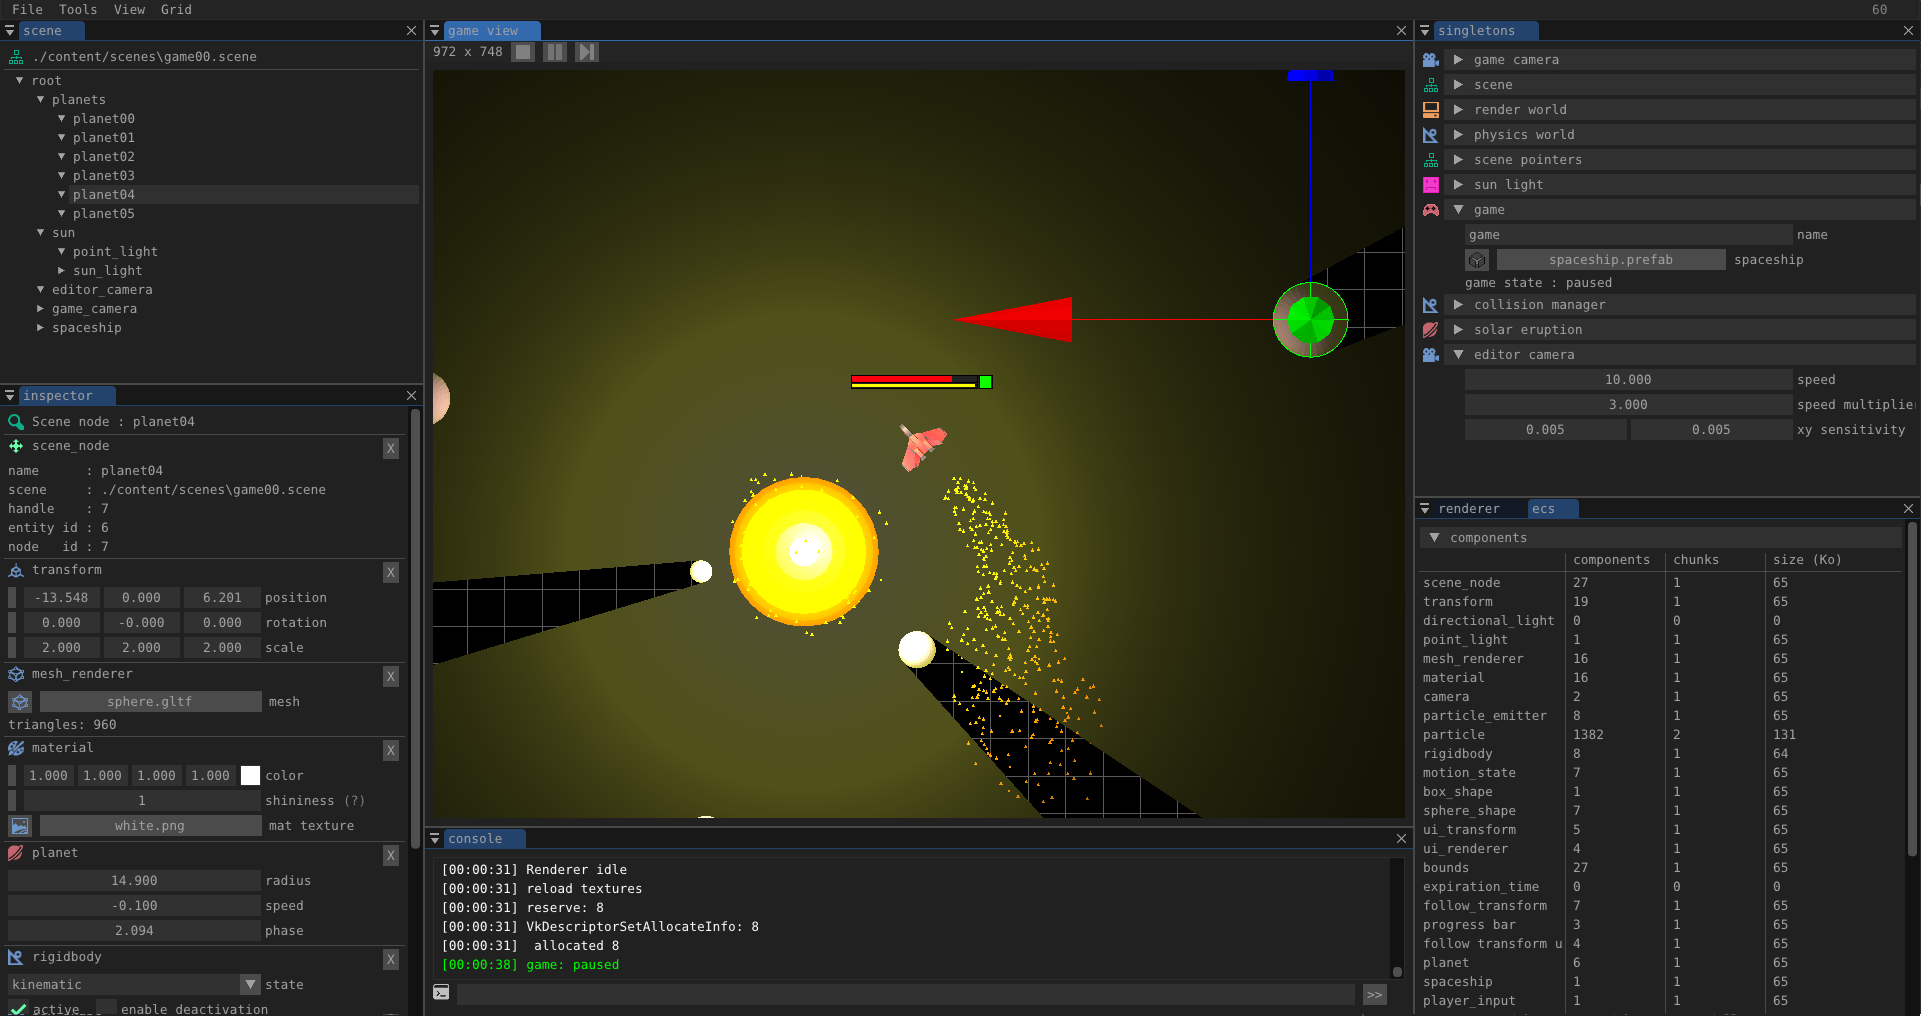 File Tools View Grid 60
scene
./content/scenes\game00.scene
root
planets
planet00
planet01
planet02
planet03
planet04
planet05
sun
point_light
sun_light
editor_camera
game_camera
spaceship
inspector
Scene node : planet04
scene_node X
name : planet04
scene : ./content/scenes\game00.scene
handle : 7
entity id : 6
node id : 7
transform X
-13.548 0.000 6.201 position
0.000 -0.000 0.000 rotation
2.000 2.000 2.000 scale
mesh_renderer X
sphere.gltf mesh
triangles: 960
material X
1.000 1.000 1.000 1.000 color
1 shininess (?)
white.png mat texture
planet X
14.900 radius
-0.100 speed
2.094 phase
rigidbody X
kinematic state
active enable deactivation
game view
972 x 748
console
[00:00:31] Renderer idle
[00:00:31] reload textures
[00:00:31] reserve: 8
[00:00:31] VkDescriptorSetAllocateInfo: 8
[00:00:31] allocated 8
[00:00:38] game: paused
>>
singletons
game camera
scene
render world
physics world
scene pointers
sun light
game
game name
spaceship.prefab spaceship
game state : paused
collision manager
solar eruption
editor camera
10.000 speed
3.000 speed multiplie
0.005 0.005 xy sensitivity
renderer ecs
components
components chunks size (Ko)
scene_node 27 1 65
transform 19 1 65
directional_light 0 0 0
point_light 1 1 65
mesh_renderer 16 1 65
material 16 1 65
camera 2 1 65
particle_emitter 8 1 65
particle 1382 2 131
rigidbody 8 1 64
motion_state 7 1 65
box_shape 1 1 65
sphere_shape 7 1 65
ui_transform 5 1 65
ui_renderer 4 1 65
bounds 27 1 65
expiration_time 0 0 0
follow_transform 7 1 65
progress bar 3 1 65
follow transform u 4 1 65
planet 6 1 65
spaceship 1 1 65
player_input 1 1 65